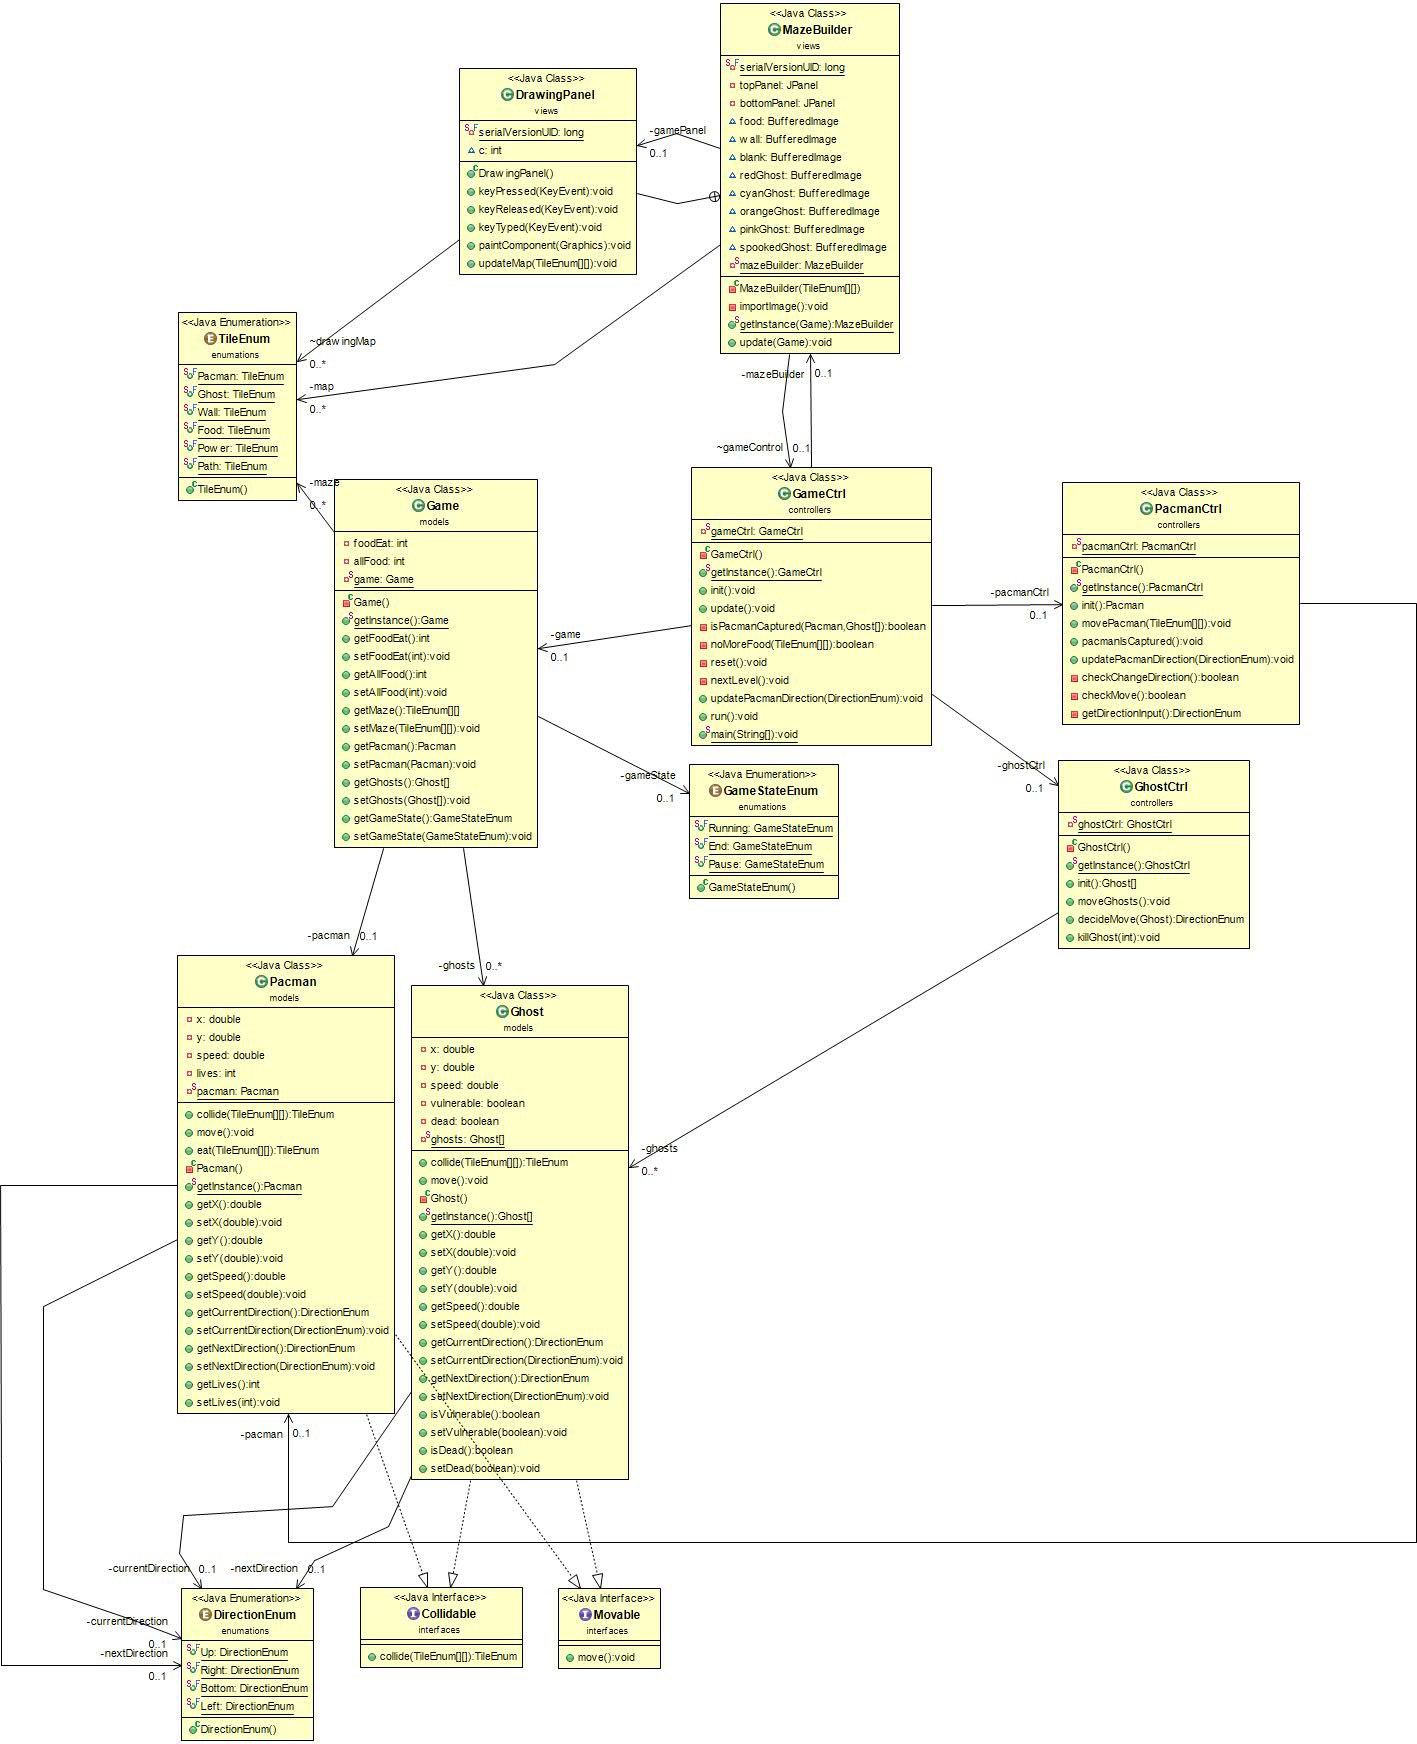 <<Java Class>>
MazeBuilder
views
serialVersionUID: long
topPanel: JPanel
bottomPanel: JPanel
food: BufferedImage
wall: BufferedImage
blank: BufferedImage
redGhost: BufferedImage
cyanGhost: BufferedImage
orangeGhost: BufferedImage
pinkGhost: BufferedImage
spookedGhost: BufferedImage
mazeBuilder: MazeBuilder
MazeBuilder(TileEnum[][])
importImage():void
getInstance(Game):MazeBuilder
update(Game):void
<<Java Class>>
DrawingPanel
views
serialVersionUID: long
c: int
DrawingPanel()
keyPressed(KeyEvent):void
keyReleased(KeyEvent):void
keyTyped(KeyEvent):void
paintComponent(Graphics):void
updateMap(TileEnum[][]):void
-gamePanel
0..1
<<Java Enumeration>>
TileEnum
enumations
Pacman: TileEnum
Ghost: TileEnum
Wall: TileEnum
Food: TileEnum
Power: TileEnum
Path: TileEnum
TileEnum()
~drawingMap
0..*
-map
0..*
-maze
0..*
-mazeBuilder
0..1
~gameControl
0..1
<<Java Class>>
Game
models
foodEat: int
allFood: int
game: Game
Game()
getInstance():Game
getFoodEat():int
setFoodEat(int):void
getAllFood():int
setAllFood(int):void
getMaze():TileEnum[][]
setMaze(TileEnum[][]):void
getPacman():Pacman
setPacman(Pacman):void
getGhosts():Ghost[]
setGhosts(Ghost[]):void
getGameState():GameStateEnum
setGameState(GameStateEnum):void
<<Java Class>>
GameCtrl
controllers
gameCtrl: GameCtrl
GameCtrl()
getInstance():GameCtrl
init():void
update():void
isPacmanCaptured(Pacman,Ghost[]):boolean
noMoreFood(TileEnum[][]):boolean
reset():void
nextLevel():void
updatePacmanDirection(DirectionEnum):void
run():void
main(String[]):void
<<Java Class>>
PacmanCtrl
controllers
pacmanCtrl: PacmanCtrl
PacmanCtrl()
getInstance():PacmanCtrl
init():Pacman
movePacman(TileEnum[][]):void
pacmanIsCaptured():void
updatePacmanDirection(DirectionEnum):void
checkChangeDirection():boolean
checkMove():boolean
getDirectionInput():DirectionEnum
-pacmanCtrl
0..1
-game
0..1
-gameState
0..1
-ghostCtrl
0..1
<<Java Enumeration>>
GameStateEnum
enumations
Running: GameStateEnum
End: GameStateEnum
Pause: GameStateEnum
GameStateEnum()
<<Java Class>>
GhostCtrl
controllers
ghostCtrl: GhostCtrl
GhostCtrl()
getInstance():GhostCtrl
init():Ghost[]
moveGhosts():void
decideMove(Ghost):DirectionEnum
killGhost(int):void
-pacman
0..1
-ghosts
0..*
<<Java Class>>
Pacman
models
x: double
y: double
speed: double
lives: int
pacman: Pacman
collide(TileEnum[][]):TileEnum
move():void
eat(TileEnum[][]):TileEnum
Pacman()
getInstance():Pacman
getX():double
setX(double):void
getY():double
setY(double):void
getSpeed():double
setSpeed(double):void
getCurrentDirection():DirectionEnum
setCurrentDirection(DirectionEnum):void
getNextDirection():DirectionEnum
setNextDirection(DirectionEnum):void
getLives():int
setLives(int):void
<<Java Class>>
Ghost
models
x: double
y: double
speed: double
vulnerable: boolean
dead: boolean
ghosts: Ghost[]
collide(TileEnum[][]):TileEnum
move():void
Ghost()
getInstance():Ghost[]
getX():double
setX(double):void
getY():double
setY(double):void
getSpeed():double
setSpeed(double):void
getCurrentDirection():DirectionEnum
setCurrentDirection(DirectionEnum):void
getNextDirection():DirectionEnum
setNextDirection(DirectionEnum):void
isVulnerable():boolean
setVulnerable(boolean):void
isDead():boolean
setDead(boolean):void
-ghosts
0..*
-pacman
0..1
-currentDirection
0..1
-nextDirection
0..1
-currentDirection
0..1
-nextDirection
0..1
<<Java Enumeration>>
DirectionEnum
enumations
Up: DirectionEnum
Right: DirectionEnum
Bottom: DirectionEnum
Left: DirectionEnum
DirectionEnum()
<<Java Interface>>
Collidable
interfaces
collide(TileEnum[][]):TileEnum
<<Java Interface>>
Movable
interfaces
move():void